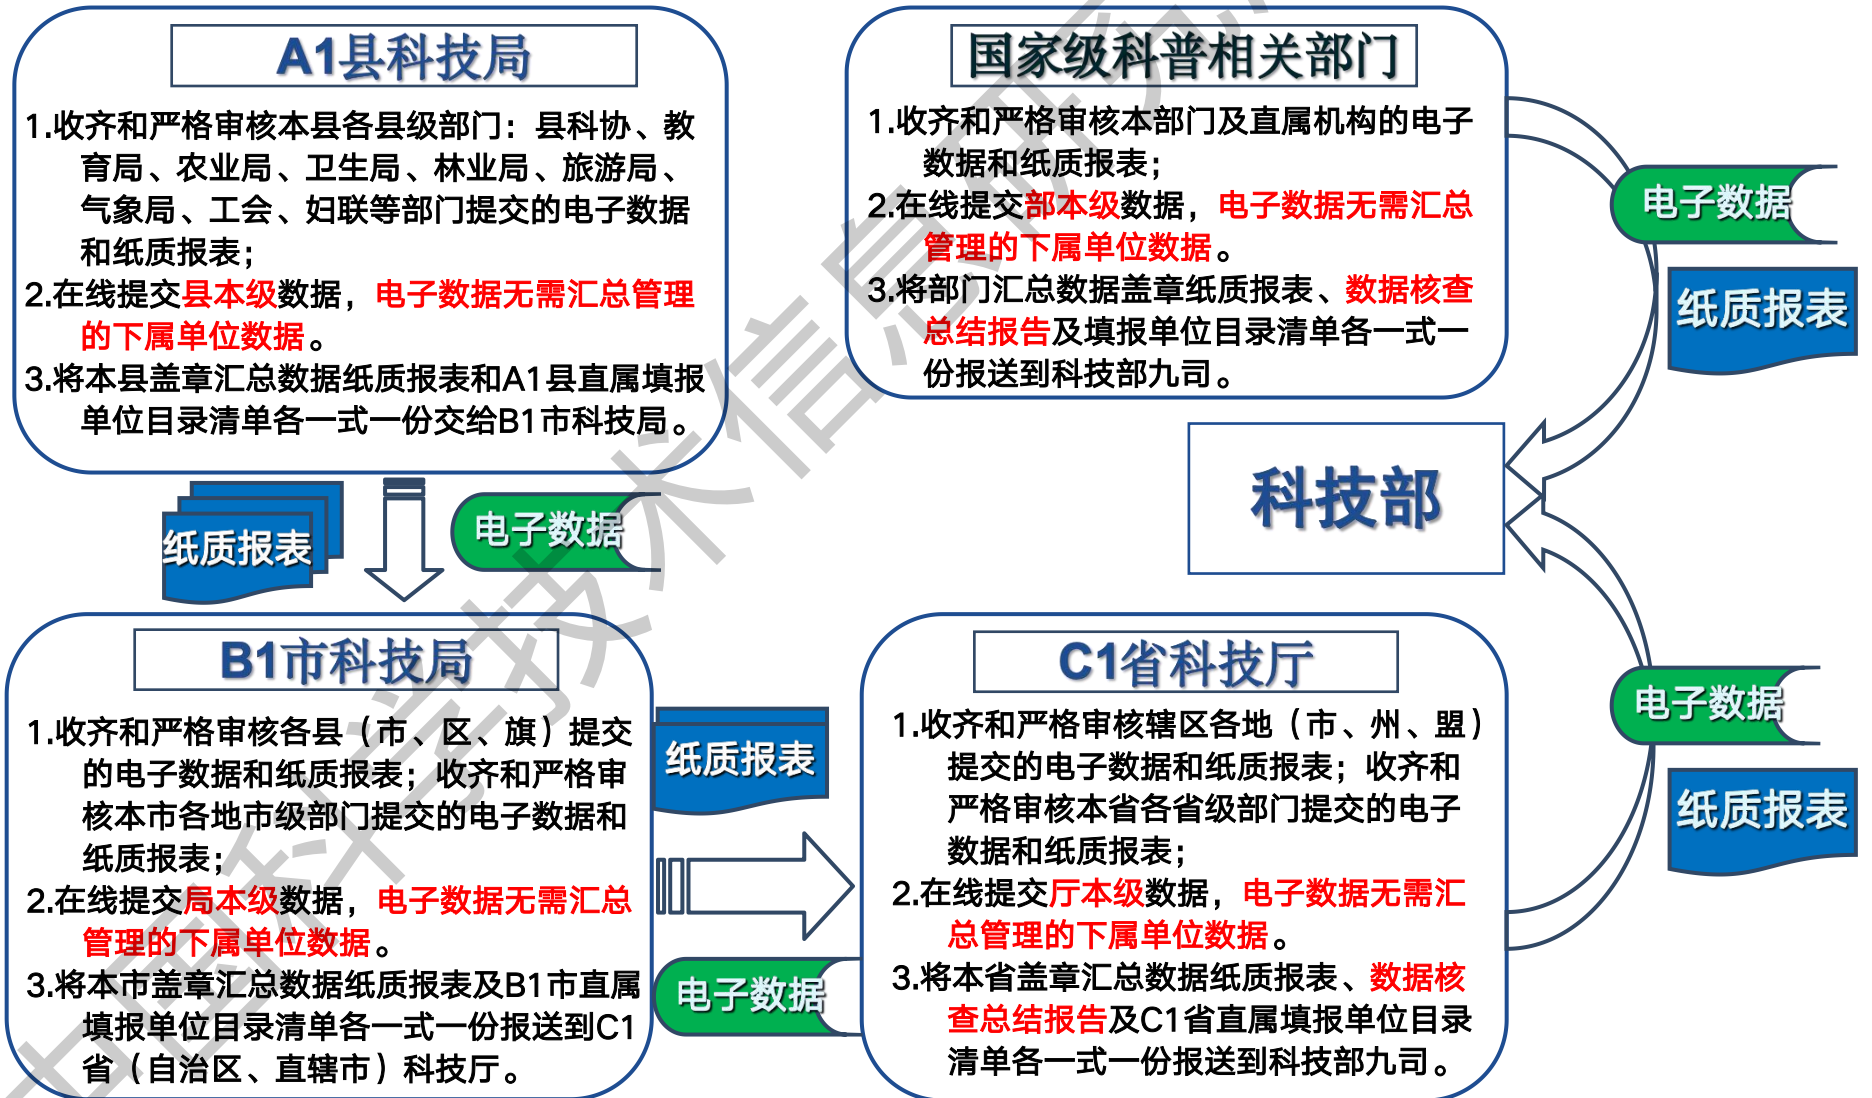 A1县科技局
1.收齐和严格审核本县各县级部门：县科协、教
育局、农业局、卫生局、林业局、旅游局、
气象局、工会、妇联等部门提交的电子数据
和纸质报表；
2.在线提交县本级数据，电子数据无需汇总管理
的下属单位数据。
3.将本县盖章汇总数据纸质报表和A1县直属填报
单位目录清单各一式一份交给B1市科技局。
国家级科普相关部门
1.收齐和严格审核本部门及直属机构的电子
数据和纸质报表；
2.在线提交部本级数据，电子数据无需汇总
管理的下属单位数据。
3.将部门汇总数据盖章纸质报表、数据核查
总结报告及填报单位目录清单各一式一
份报送到科技部九司。
电子数据
纸质报表
科技部
纸质报表
电子数据
B1市科技局
1.收齐和严格审核各县（市、区、旗）提交
的电子数据和纸质报表；收齐和严格审
核本市各地市级部门提交的电子数据和
纸质报表；
2.在线提交局本级数据，电子数据无需汇总
管理的下属单位数据。
3.将本市盖章汇总数据纸质报表及B1市直属
填报单位目录清单各一式一份报送到C1
省（自治区、直辖市）科技厅。
纸质报表
电子数据
C1省科技厅
1.收齐和严格审核辖区各地（市、州、盟）
提交的电子数据和纸质报表；收齐和
严格审核本省各省级部门提交的电子
数据和纸质报表；
2.在线提交厅本级数据，电子数据无需汇
总管理的下属单位数据。
3.将本省盖章汇总数据纸质报表、数据核
查总结报告及C1省直属填报单位目录
清单各一式一份报送到科技部九司。
电子数据
纸质报表
中国科学技术信息研究